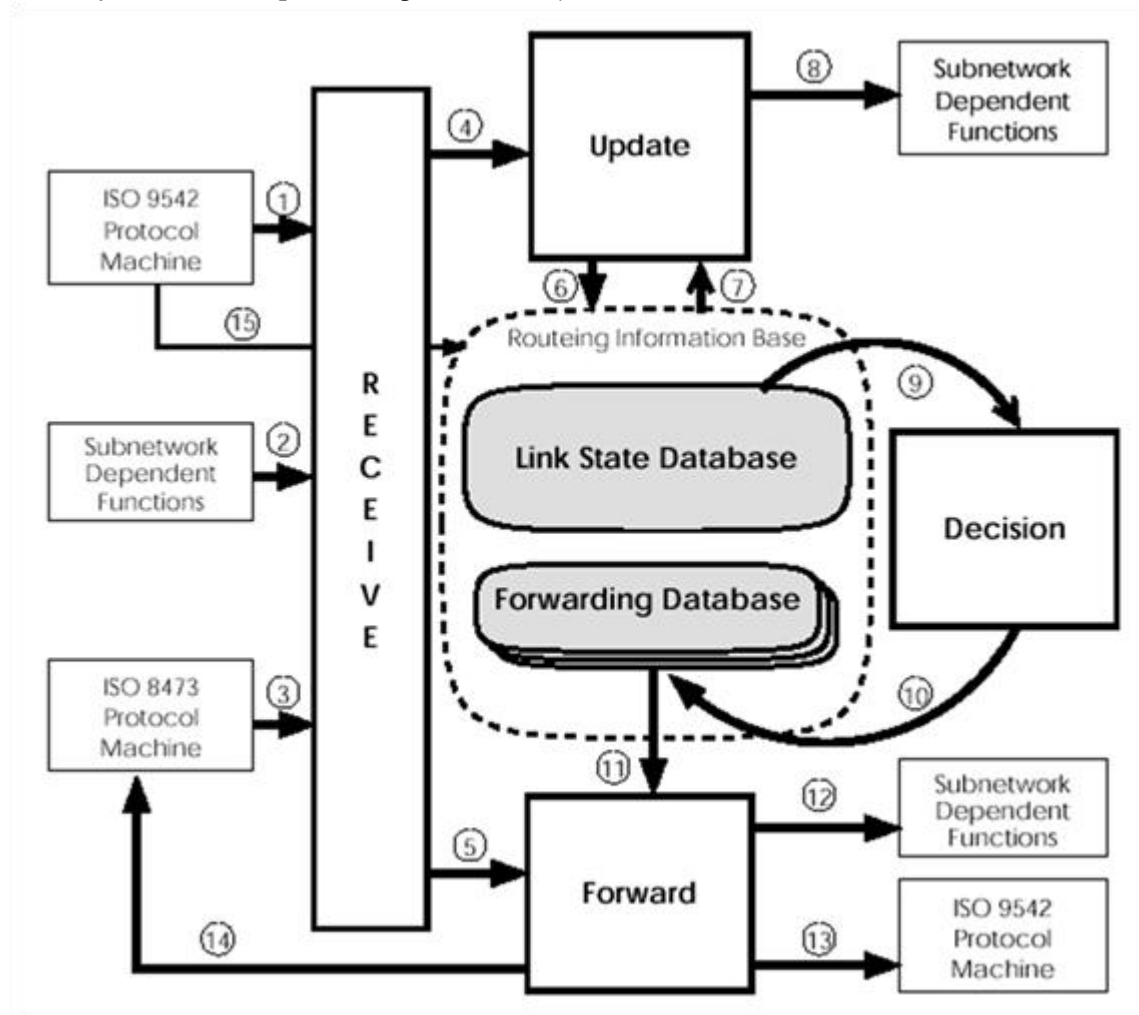 8
Subnetwork
Dependent
Functions
4
Update
ISO 9542
Protocol
Machine
1
6
7
15
Routeing Information Base
R
E
C
E
I
V
E
9
Subnetwork
Dependent
Functions
2
Link State Database
Decision
Forwarding Database
ISO 8473
Protocol
Machine
3
10
11
12
Subnetwork
Dependent
Functions
5
Forward
14
13
ISO 9542
Protocol
Machine